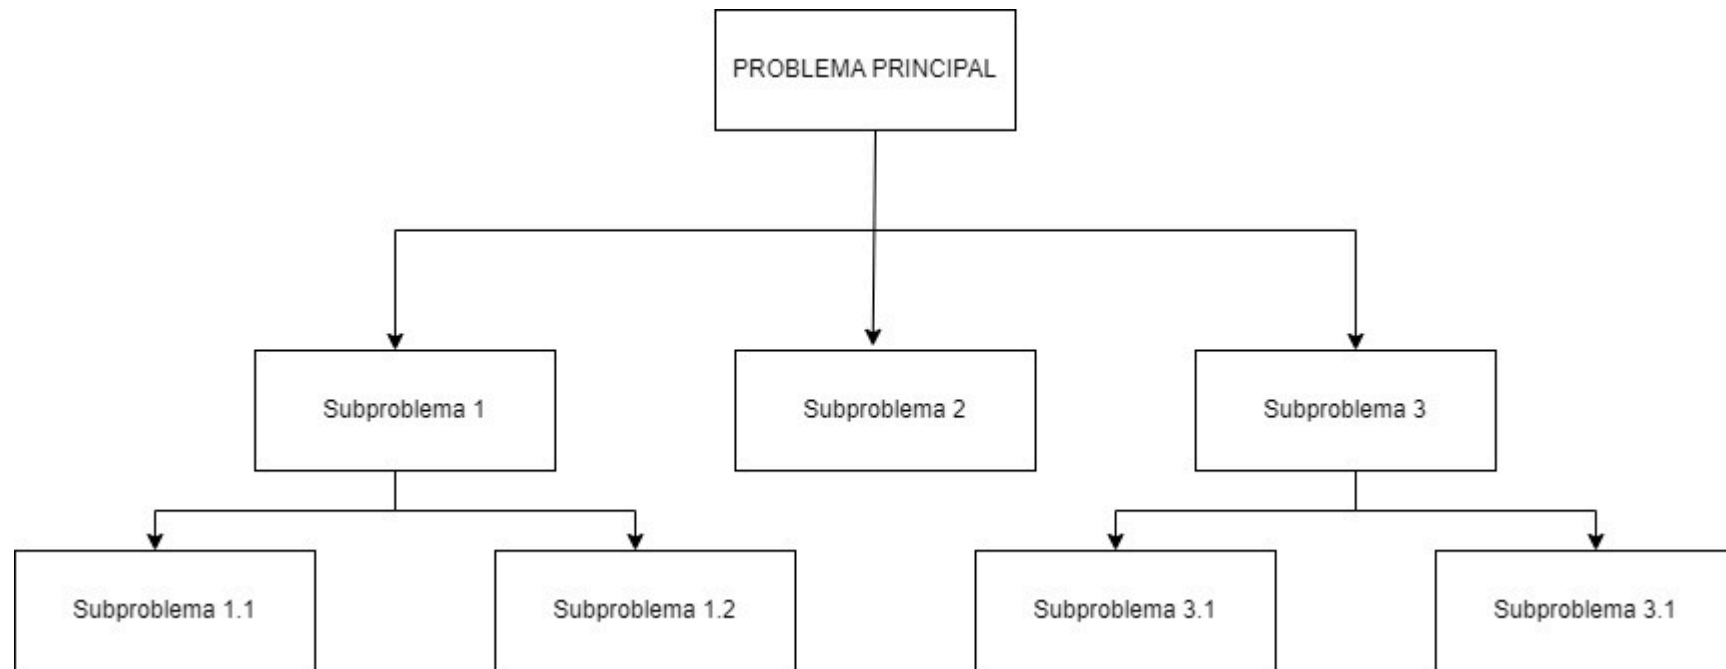 PROBLEMA PRINCIPAL
Subproblema 1
Subproblema 2
Subproblema 3
Subproblema 1.1
Subproblema 1.2
Subproblema 3.1
Subproblema 3.1